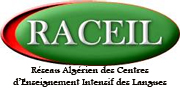 RACEIL
Réseau Algérien des Centres
d'Enseignement Intensif des Langues